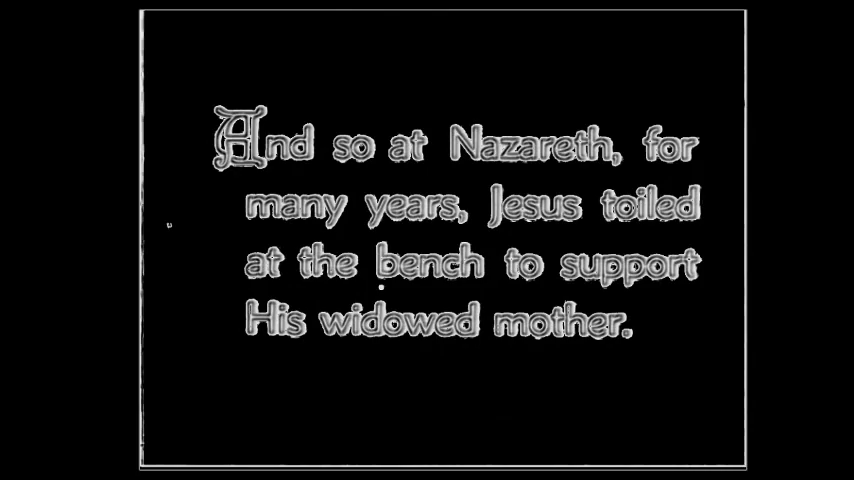 And so at Nazareth, for
many years, Jesus toiled
at the bench to support
His widowed mother.